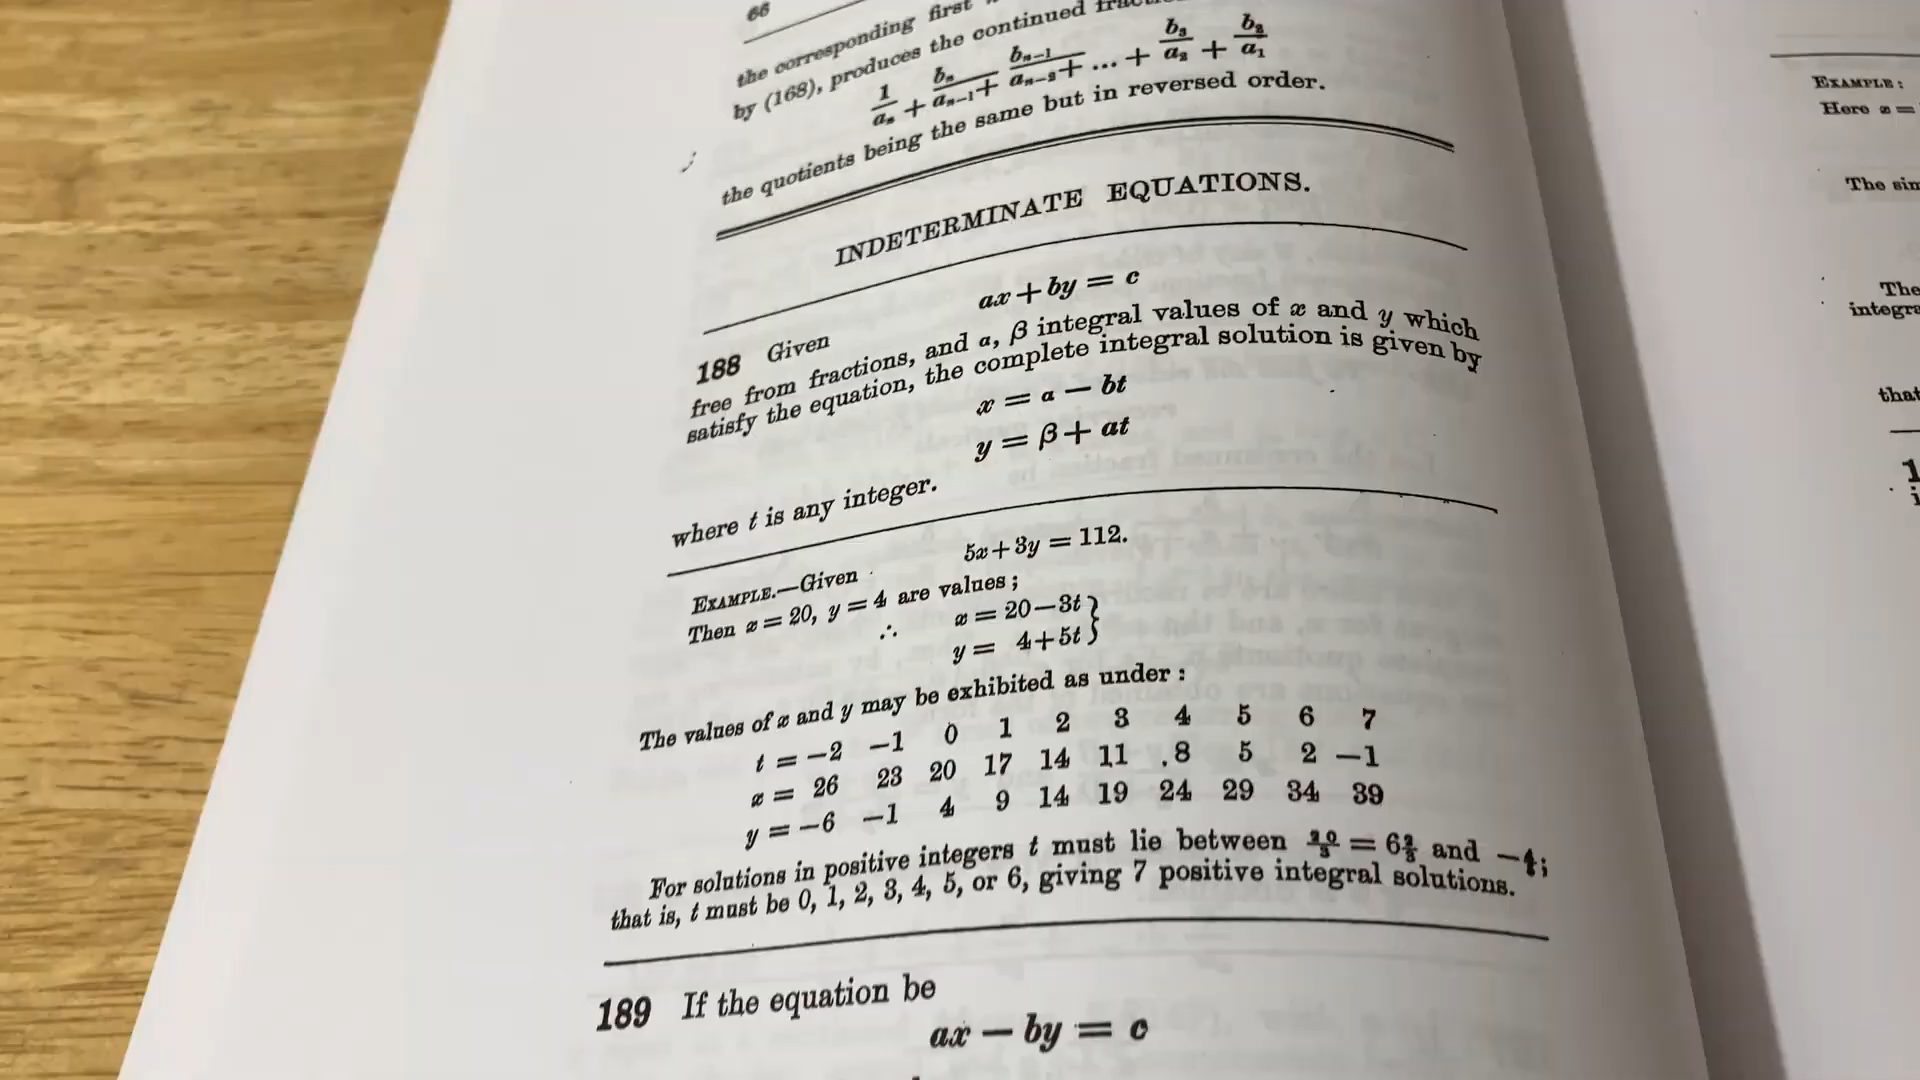 66
the corresponding first
by (168), produces the continued
1/aₙ + bₙ/aₙ₋₁+ bₙ₋₁/aₙ₋₂+ ... + b₃/a₂ + b₂/a₁
the quotients being the same but in reversed order.
INDETERMINATE EQUATIONS.
188 Given ax + by = c
free from fractions, and α, β integral values of x and y which
satisfy the equation, the complete integral solution is given by
x = α − bt
y = β + at
where t is any integer.
EXAMPLE.—Given 5x + 3y = 112.
Then x = 20, y = 4 are values;
∴ x = 20−3t }
y = 4+5t }
The values of x and y may be exhibited as under:
t = −2 −1 0 1 2 3 4 5 6 7
x = 26 23 20 17 14 11 8 5 2 −1
y = −6 −1 4 9 14 19 24 29 34 39
For solutions in positive integers t must lie between 20/3 = 6⅔ and
that is, t must be 0, 1, 2, 3, 4, 5, or 6, giving 7 positive integral solutions.
189 If the equation be
ax − by = c
EXAMPLE:
Here x =
The
that
1